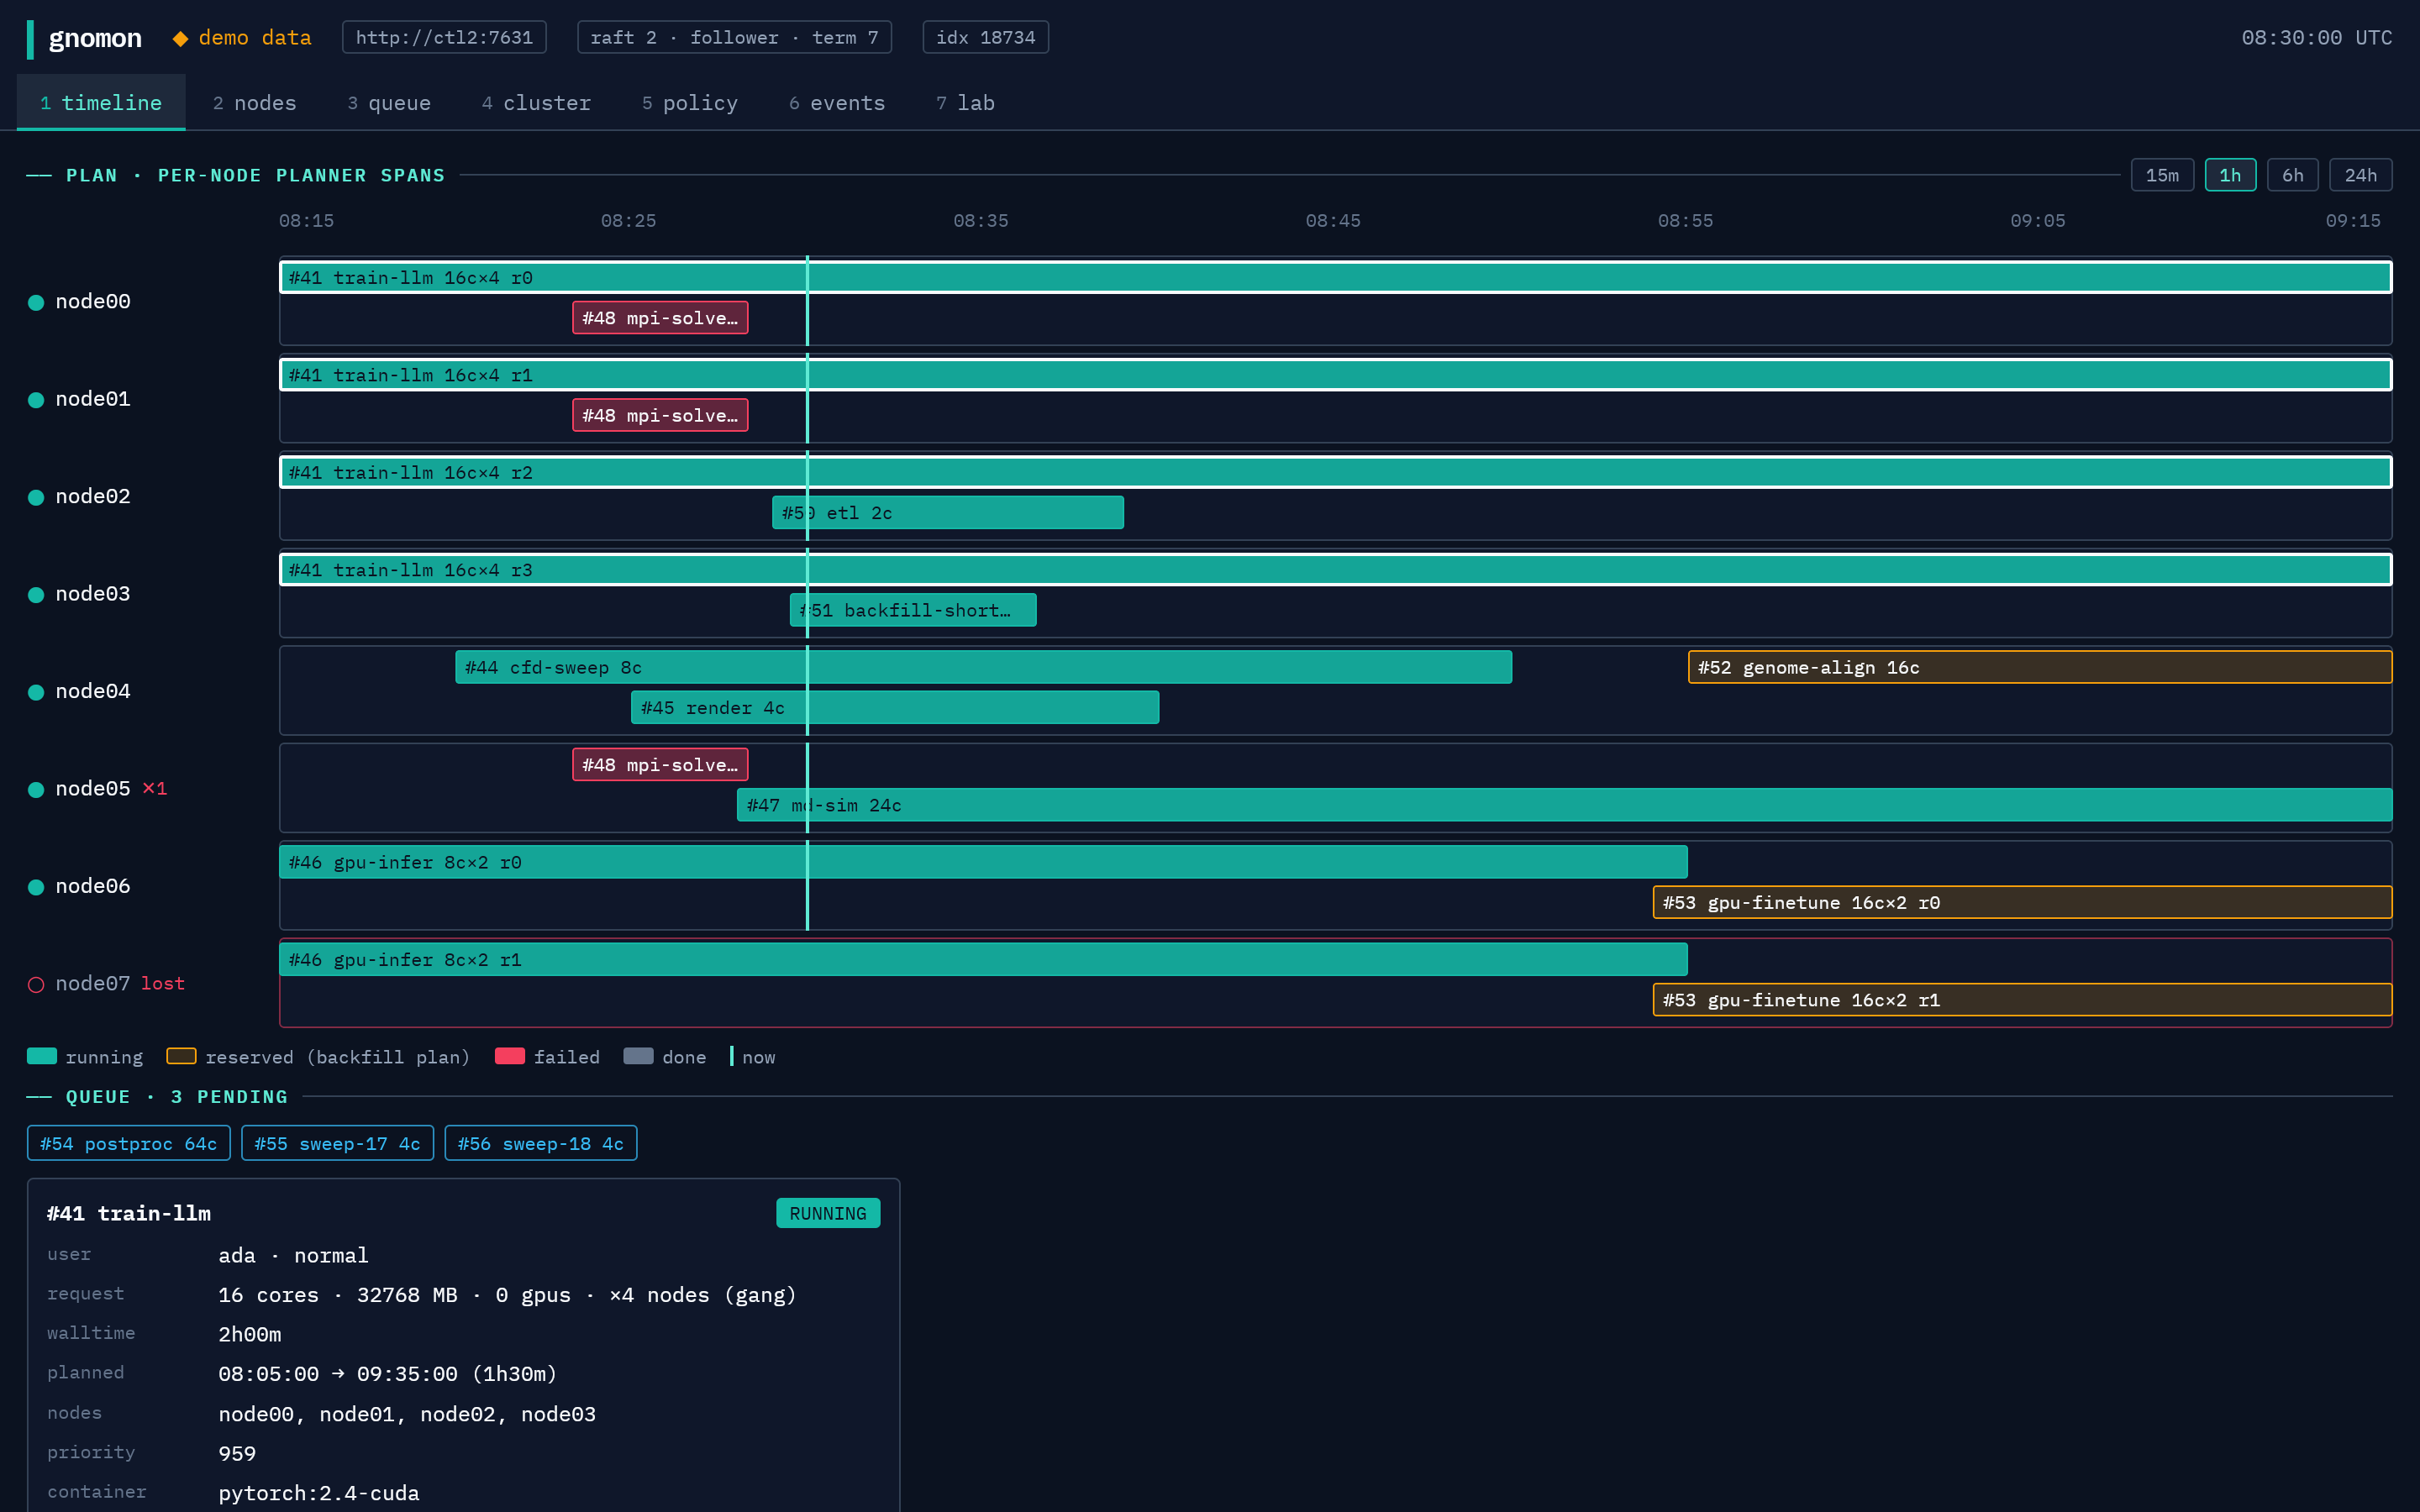 gnomon ◆ demo data http://ctl2:7631 raft 2 · follower · term 7 idx 18734 08:30:00 UTC
1 timeline 2 nodes 3 queue 4 cluster 5 policy 6 events 7 lab
—— PLAN · PER-NODE PLANNER SPANS 15m 1h 6h 24h
08:15 08:25 08:35 08:45 08:55 09:05 09:15
#41 train-llm 16c×4 r0
node00
#48 mpi-solve…
#41 train-llm 16c×4 r1
node01
#48 mpi-solve…
#41 train-llm 16c×4 r2
node02
#50 etl 2c
#41 train-llm 16c×4 r3
node03
#51 backfill-short…
#44 cfd-sweep 8c #52 genome-align 16c
node04
#45 render 4c
#48 mpi-solve…
node05 ×1
#47 md-sim 24c
#46 gpu-infer 8c×2 r0
node06
#53 gpu-finetune 16c×2 r0
#46 gpu-infer 8c×2 r1
node07 lost
#53 gpu-finetune 16c×2 r1
running reserved (backfill plan) failed done now
—— QUEUE · 3 PENDING
#54 postproc 64c #55 sweep-17 4c #56 sweep-18 4c
#41 train-llm RUNNING
user ada · normal
request 16 cores · 32768 MB · 0 gpus · ×4 nodes (gang)
walltime 2h00m
planned 08:05:00 → 09:35:00 (1h30m)
nodes node00, node01, node02, node03
priority 959
container pytorch:2.4-cuda